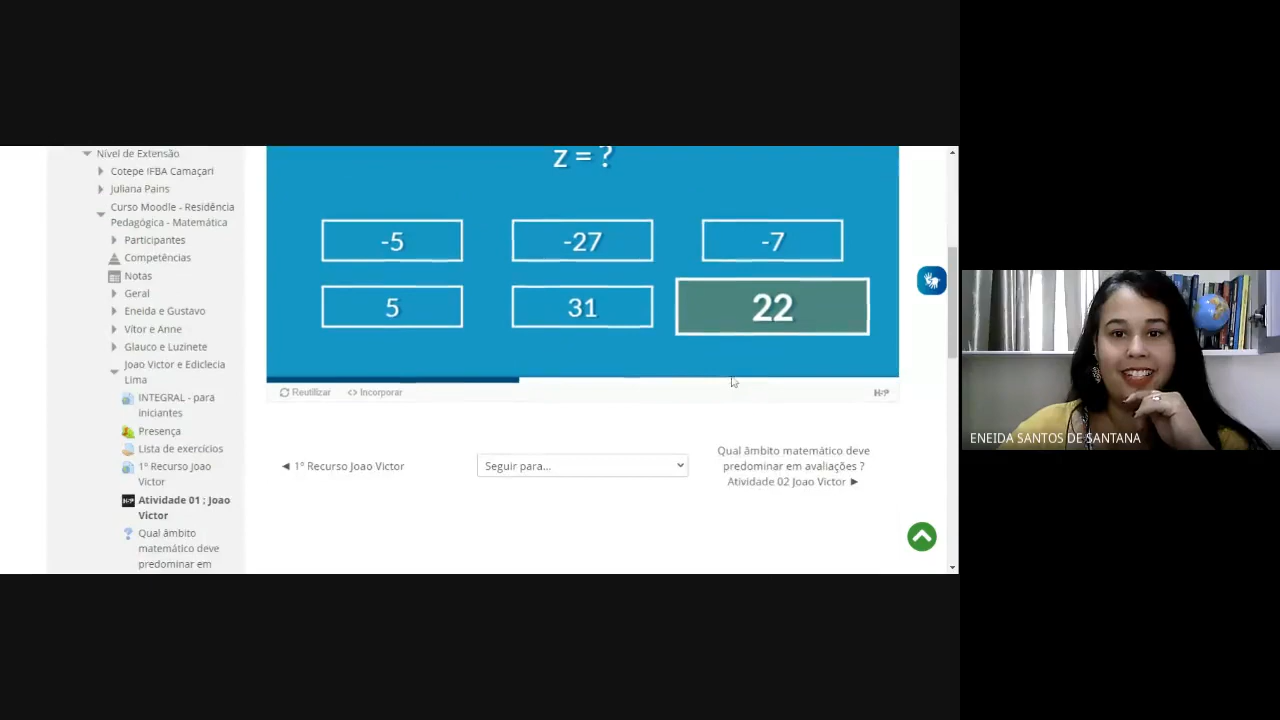 Nível de Extensão
Cotepe IFBA Camaçari
Juliana Pains
Curso Moodle - Residência
Pedagógica - Matemática
Participantes
Competências
Notas
Geral
Eneida e Gustavo
Vítor e Anne
Glauco e Luzinete
Joao Victor e Ediclecia
Lima
INTEGRAL - para
iniciantes
Presença
Lista de exercícios
1º Recurso Joao
Victor
H5P
Atividade 01 ; Joao
Victor
Qual âmbito
matemático deve
predominar em
z = ?
-5
-27
-7
5
31
22
Reutilizar
<> Incorporar
H5P
◄ 1º Recurso Joao Victor
Seguir para...
Qual âmbito matemático deve
predominar em avaliações ?
Atividade 02 Joao Victor ►
ENEIDA SANTOS DE SANTANA